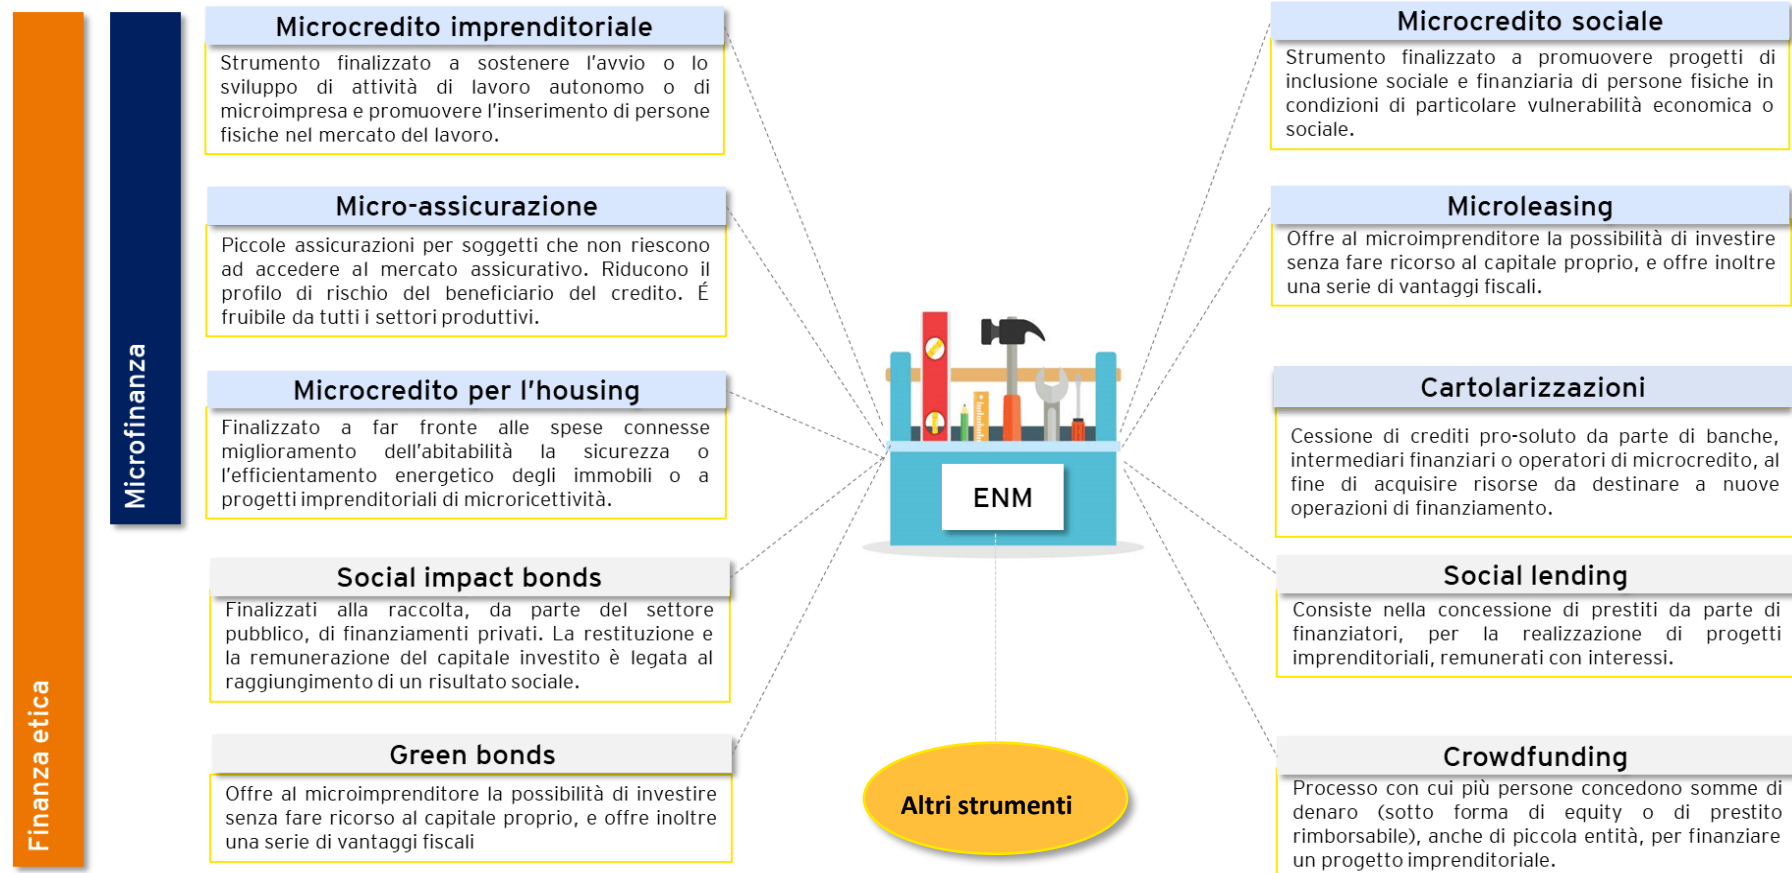 Finanza etica
Microfinanza
Microcredito imprenditoriale
Strumento finalizzato a sostenere l'avvio o lo
sviluppo di attività di lavoro autonomo o di
microimpresa e promuovere l'inserimento di persone
fisiche nel mercato del lavoro.
Micro-assicurazione
Piccole assicurazioni per soggetti che non riescono
ad accedere al mercato assicurativo. Riducono il
profilo di rischio del beneficiario del credito. É
fruibile da tutti i settori produttivi.
Microcredito per l'housing
Finalizzato a far fronte alle spese connesse
miglioramento dell'abitabilità la sicurezza o
l'efficientamento energetico degli immobili o a
progetti imprenditoriali di microricettività.
Social impact bonds
Finalizzati alla raccolta, da parte del settore
pubblico, di finanziamenti privati. La restituzione e
la remunerazione del capitale investito è legata al
raggiungimento di un risultato sociale.
Green bonds
Offre al microimprenditore la possibilità di investire
senza fare ricorso al capitale proprio, e offre inoltre
una serie di vantaggi fiscali
ENM
Altri strumenti
Microcredito sociale
Strumento finalizzato a promuovere progetti di
inclusione sociale e finanziaria di persone fisiche in
condizioni di particolare vulnerabilità economica o
sociale.
Microleasing
Offre al microimprenditore la possibilità di investire
senza fare ricorso al capitale proprio, e offre inoltre
una serie di vantaggi fiscali.
Cartolarizzazioni
Cessione di crediti pro-soluto da parte di banche,
intermediari finanziari o operatori di microcredito, al
fine di acquisire risorse da destinare a nuove
operazioni di finanziamento.
Social lending
Consiste nella concessione di prestiti da parte di
finanziatori, per la realizzazione di progetti
imprenditoriali, remunerati con interessi.
Crowdfunding
Processo con cui più persone concedono somme di
denaro (sotto forma di equity o di prestito
rimborsabile), anche di piccola entità, per finanziare
un progetto imprenditoriale.